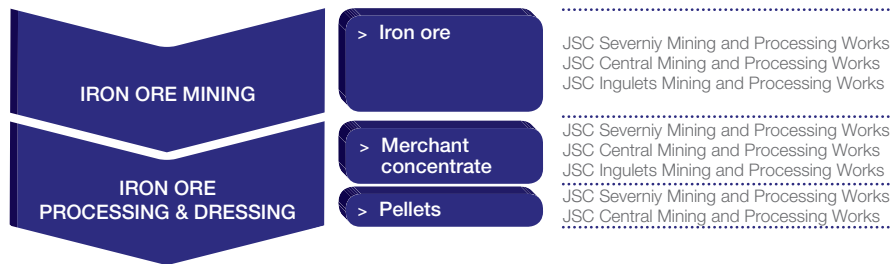 IRON ORE MINING
> Iron ore
JSC Severniy Mining and Processing Works
JSC Central Mining and Processing Works
JSC Ingulets Mining and Processing Works
IRON ORE
PROCESSING & DRESSING
> Merchant
concentrate
JSC Severniy Mining and Processing Works
JSC Central Mining and Processing Works
JSC Ingulets Mining and Processing Works
> Pellets
JSC Severniy Mining and Processing Works
JSC Central Mining and Processing Works